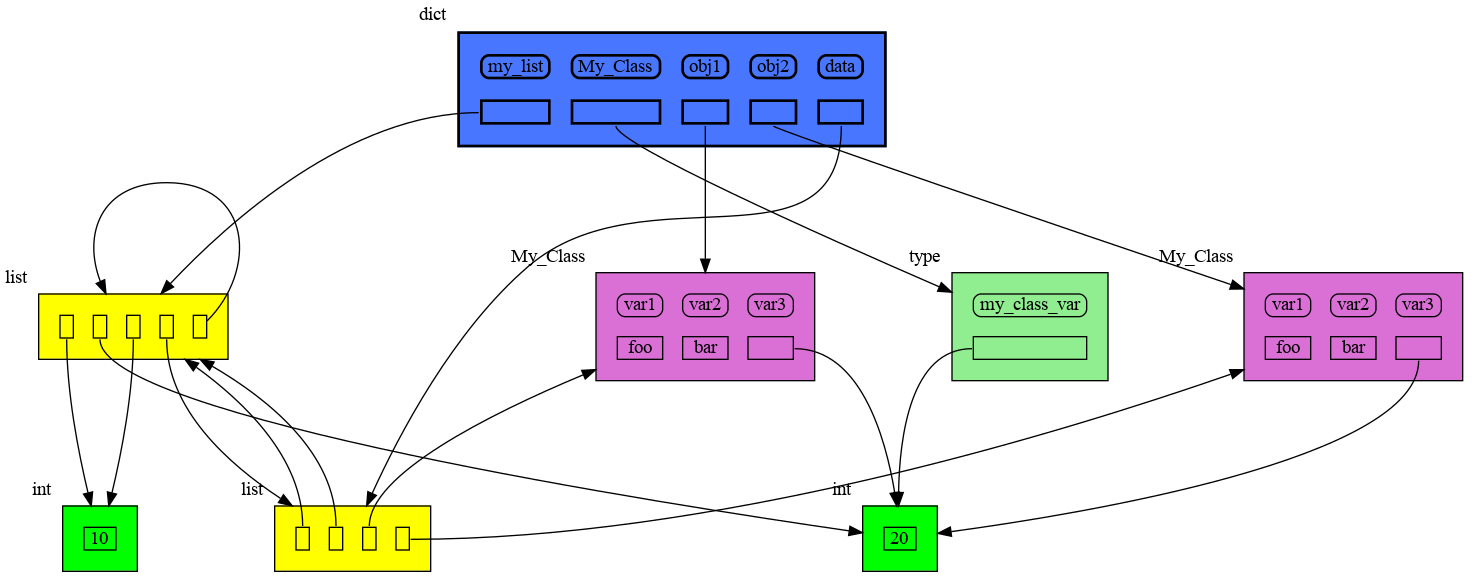 dict
my_list My_Class obj1 obj2 data
My_Class type My_Class
list
var1 var2 var3 my_class_var var1 var2 var3
foo bar foo bar
int list int
10 20